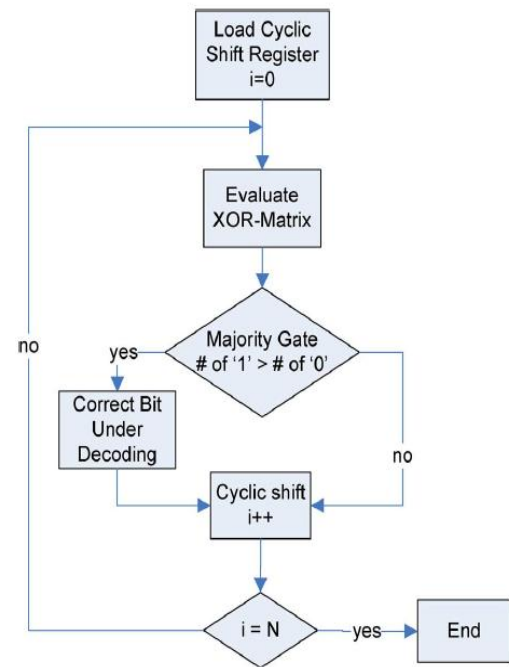 Load Cyclic
Shift Register
i=0
Evaluate
XOR-Matrix
Majority Gate
# of ‘1’ > # of ‘0’
yes
no
Correct Bit
Under
Decoding
no
Cyclic shift
i++
i = N
yes
End